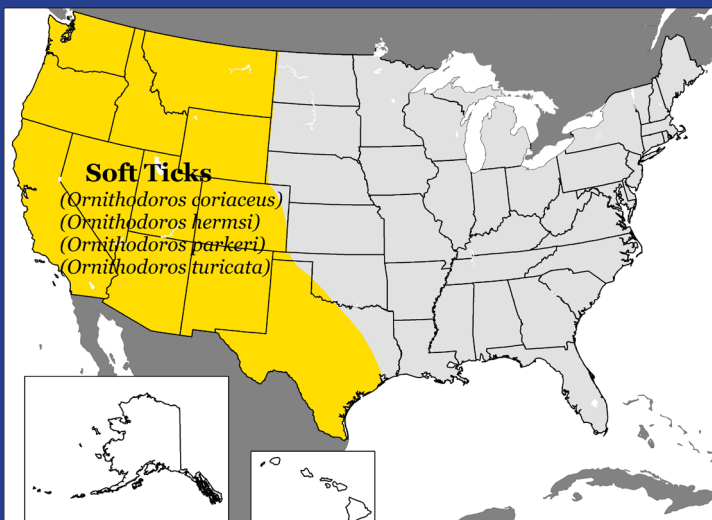 Soft Ticks
(Ornithodoros coriaceus)
(Ornithodoros hermsi)
(Ornithodoros parkeri)
(Ornithodoros turicata)